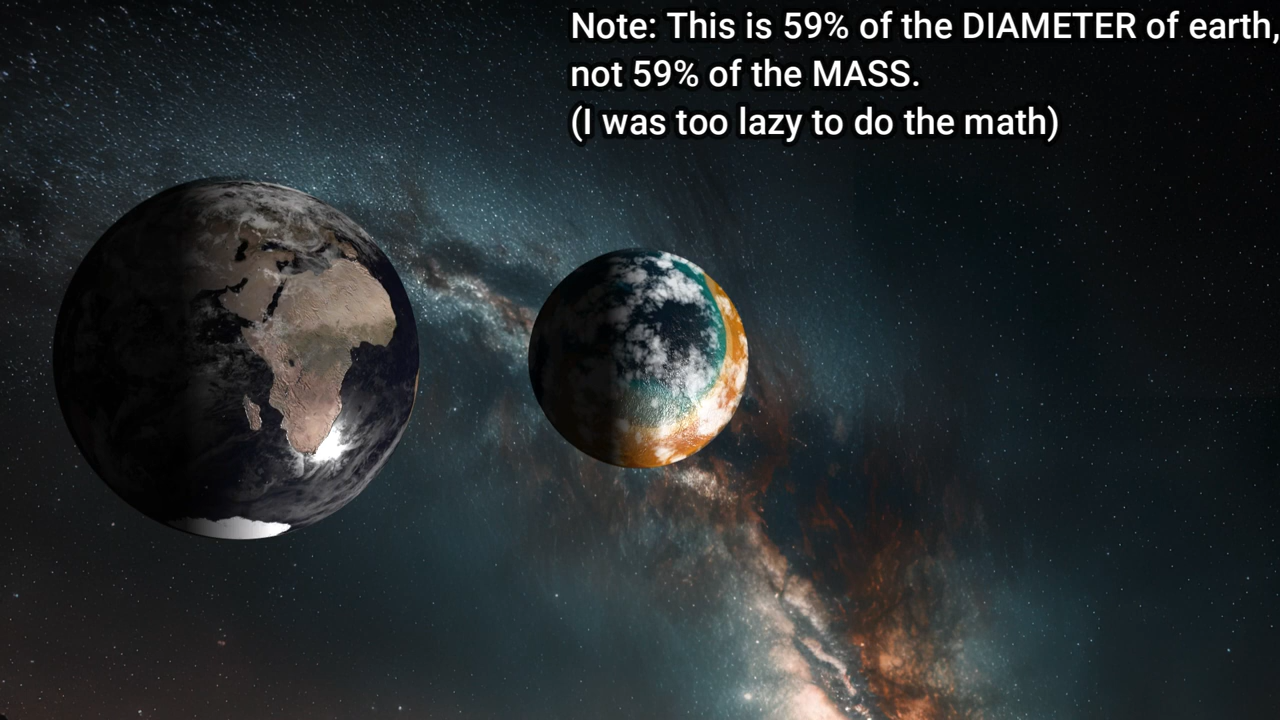 Note: This is 59% of the DIAMETER of earth,
not 59% of the MASS.
(I was too lazy to do the math)